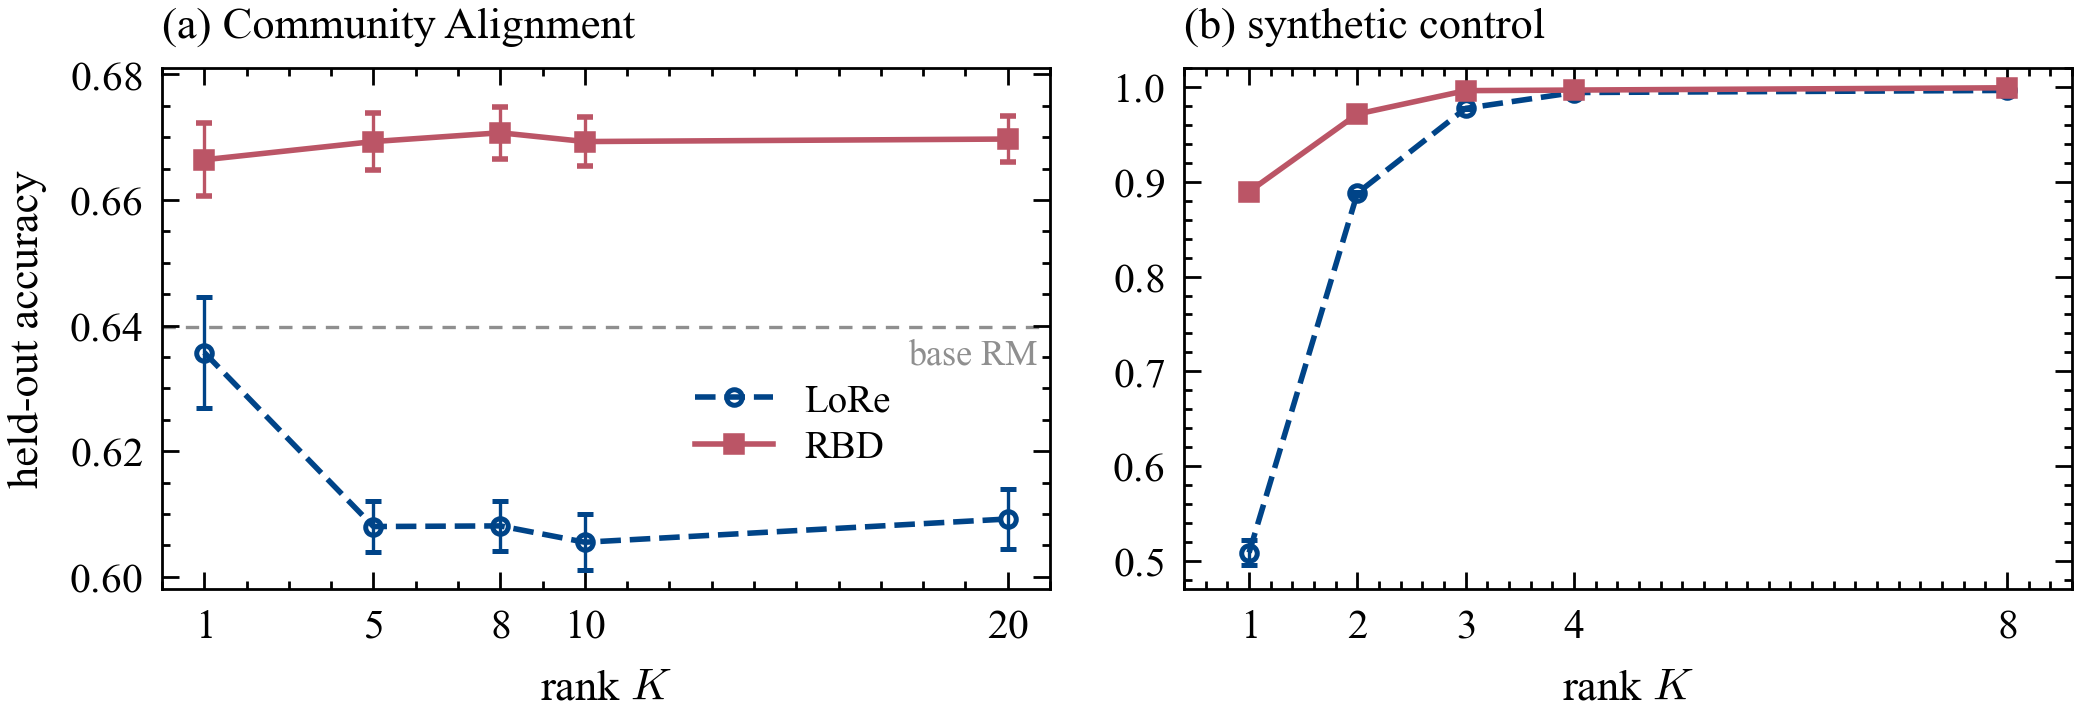 (a) Community Alignment
held-out accuracy
0.68
0.66
0.64
0.62
0.60
base RM
LoRe
RBD
1 5 8 10 20
rank K
(b) synthetic control
1.0
0.9
0.8
0.7
0.6
0.5
1 2 3 4 8
rank K